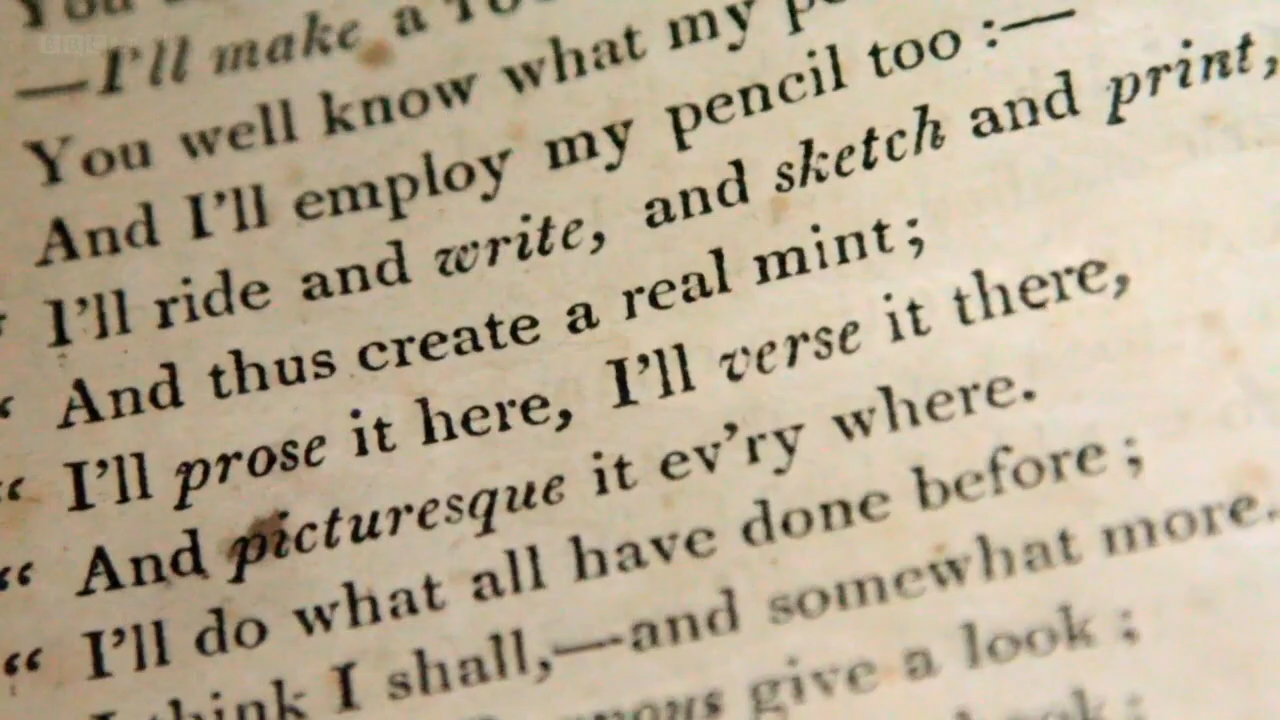 You
BBC
—I'll make a
You well know what my
And I'll employ my pencil too :—
I'll ride and write, and sketch and print,
“ And thus create a real mint;
“ I'll prose it here, I'll verse it there,
“ And picturesque it ev'ry where.
“ I'll do what all have done before;
think I shall,—and somewhat more.
give a look;